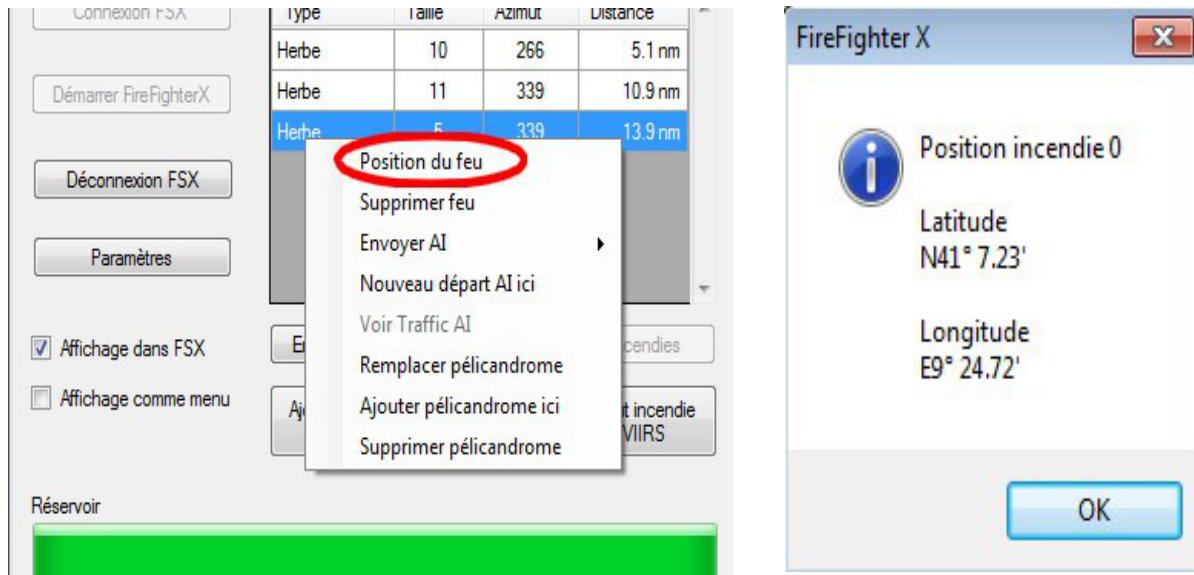 Connexion FSX
Type Taille Azimut Distance
Herbe 10 266 5.1 nm
Démarrer FireFighterX
Herbe 11 339 10.9 nm
Herbe 5 339 13.9 nm
Position du feu
Déconnexion FSX
Supprimer feu
Envoyer AI
Paramètres
Nouveau départ AI ici
Voir Traffic AI
Affichage dans FSX
Remplacer pélicandrome
Affichage comme menu
Ajouter pélicandrome ici
VIIRS
Supprimer pélicandrome
Réservoir
FireFighter X
Position incendie 0
Latitude
N41° 7.23'
Longitude
E9° 24.72'
OK